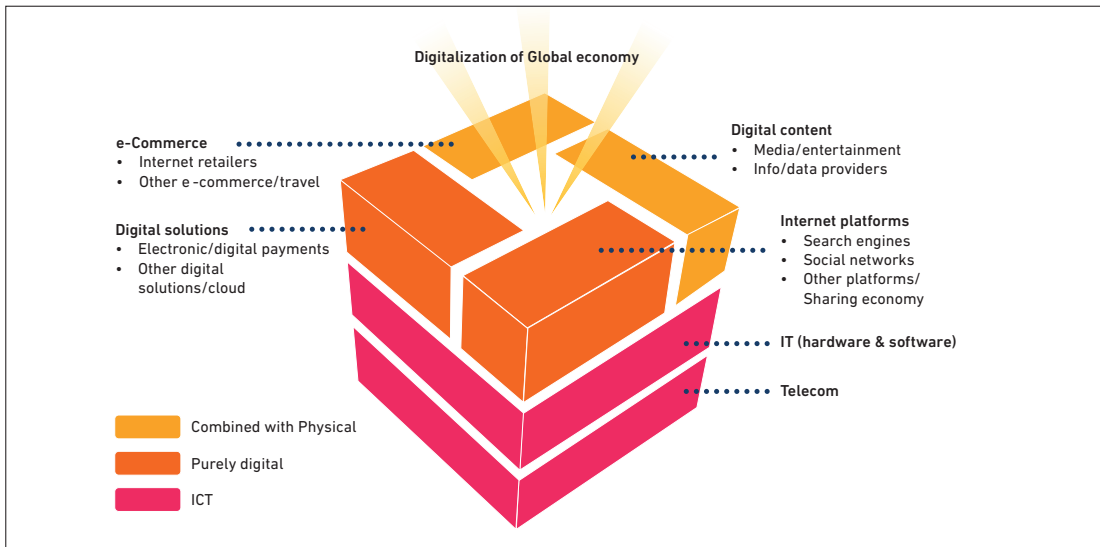 Digitalization of Global economy
e-Commerce
• Internet retailers
• Other e-commerce/travel
Digital solutions
• Electronic/digital payments
• Other digital
solutions/cloud
Digital content
• Media/entertainment
• Info/data providers
Internet platforms
• Search engines
• Social networks
• Other platforms/
Sharing economy
IT (hardware & software)
Telecom
Combined with Physical
Purely digital
ICT